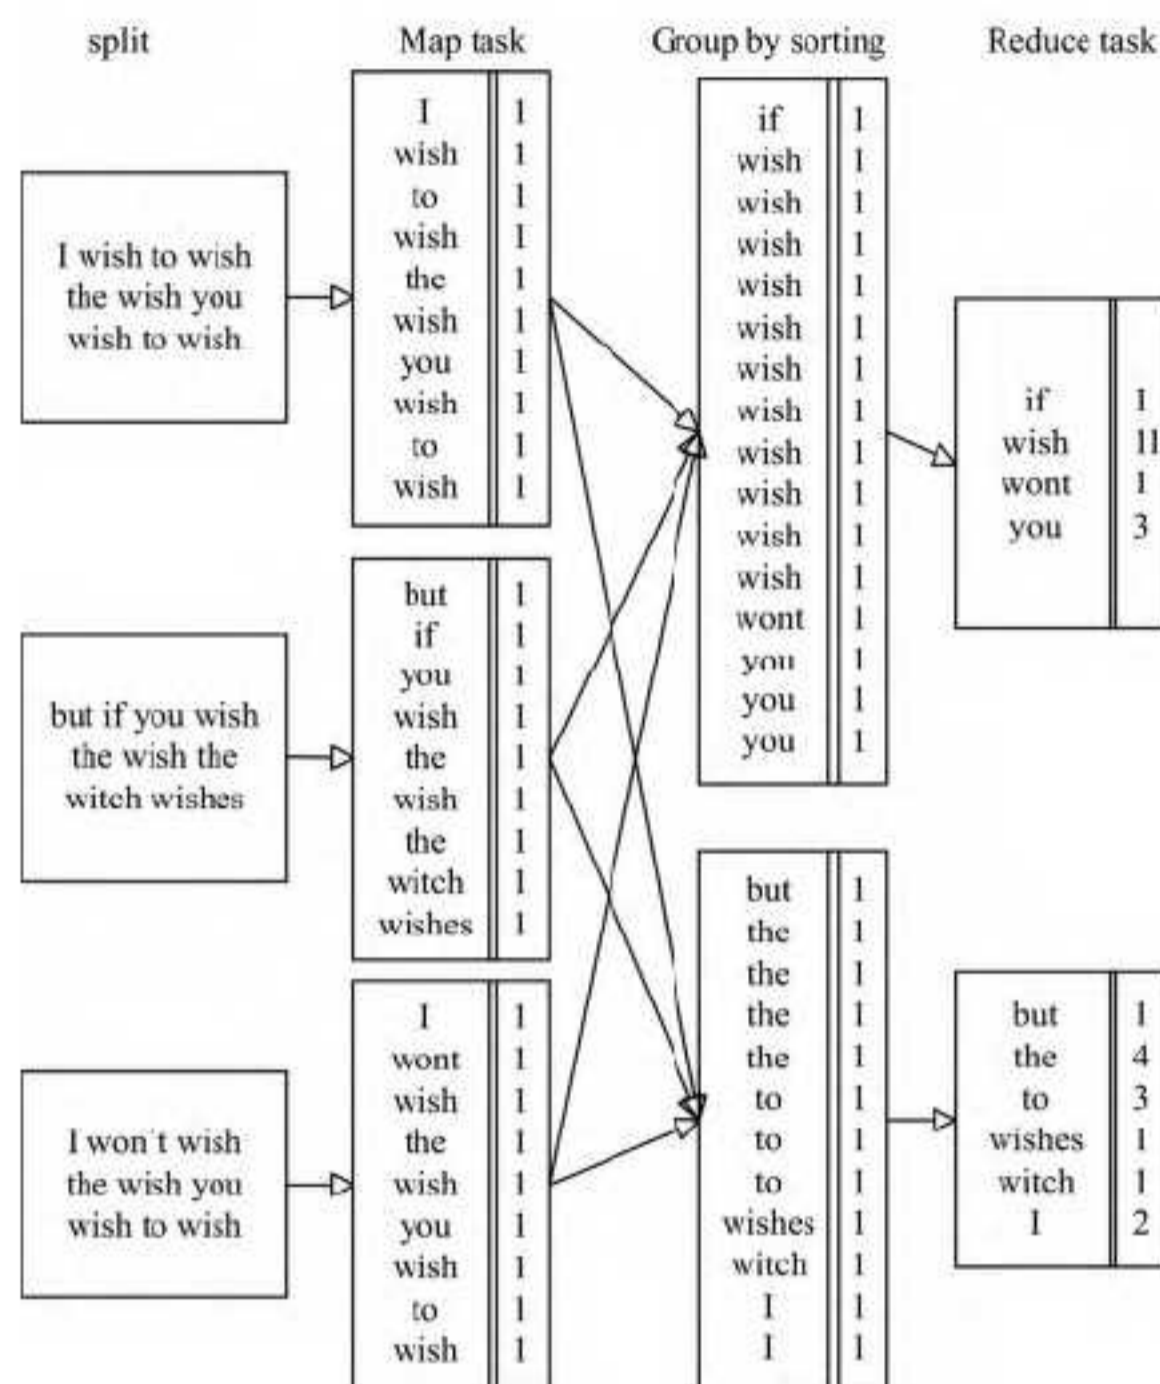 split
Map task
Group by sorting
Reduce task
I wish to wish
the wish you
wish to wish
but if you wish
the wish the
witch wishes
I won't wish
the wish you
wish to wish
I 1
wish 1
to 1
wish 1
the 1
wish 1
you 1
wish 1
to 1
wish 1
but 1
if 1
you 1
wish 1
the 1
wish 1
the 1
witch 1
wishes 1
I 1
wont 1
wish 1
the 1
wish 1
you 1
wish 1
to 1
wish 1
if 1
wish 1
wish 1
wish 1
wish 1
wish 1
wish 1
wish 1
wish 1
wish 1
wish 1
wish 1
wont 1
you 1
you 1
you 1
but 1
the 1
the 1
the 1
the 1
to 1
to 1
to 1
wishes 1
witch 1
I 1
I 1
if 1
wish 11
wont 1
you 3
but 1
the 4
to 3
wishes 1
witch 1
I 2